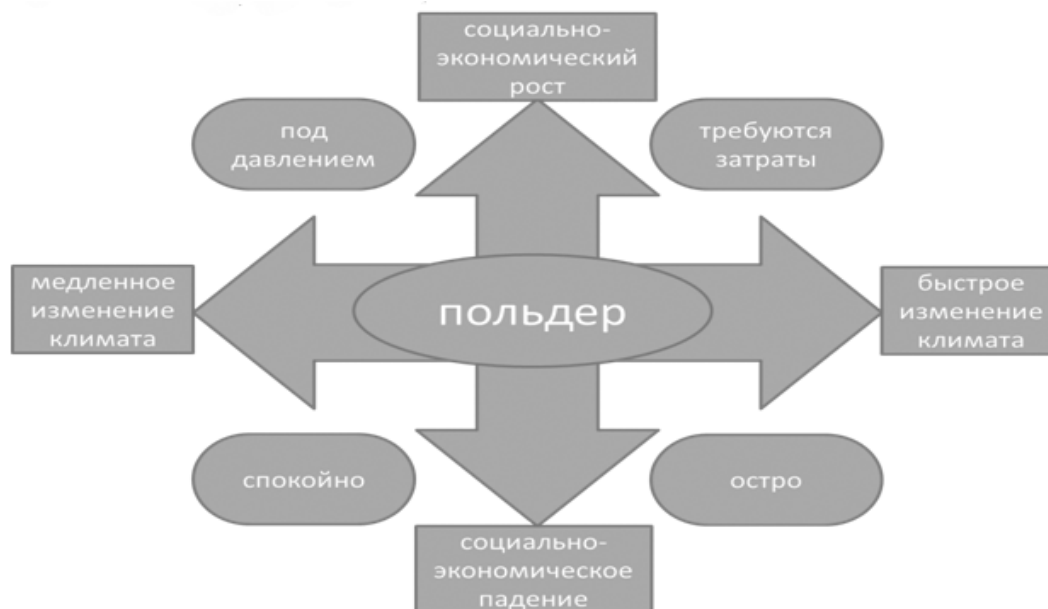 социально-
экономический
рост
под
давлением
требуются
затраты
медленное
изменение
климата
польдер
быстрое
изменение
климата
спокойно
остро
социально-
экономическое
падение